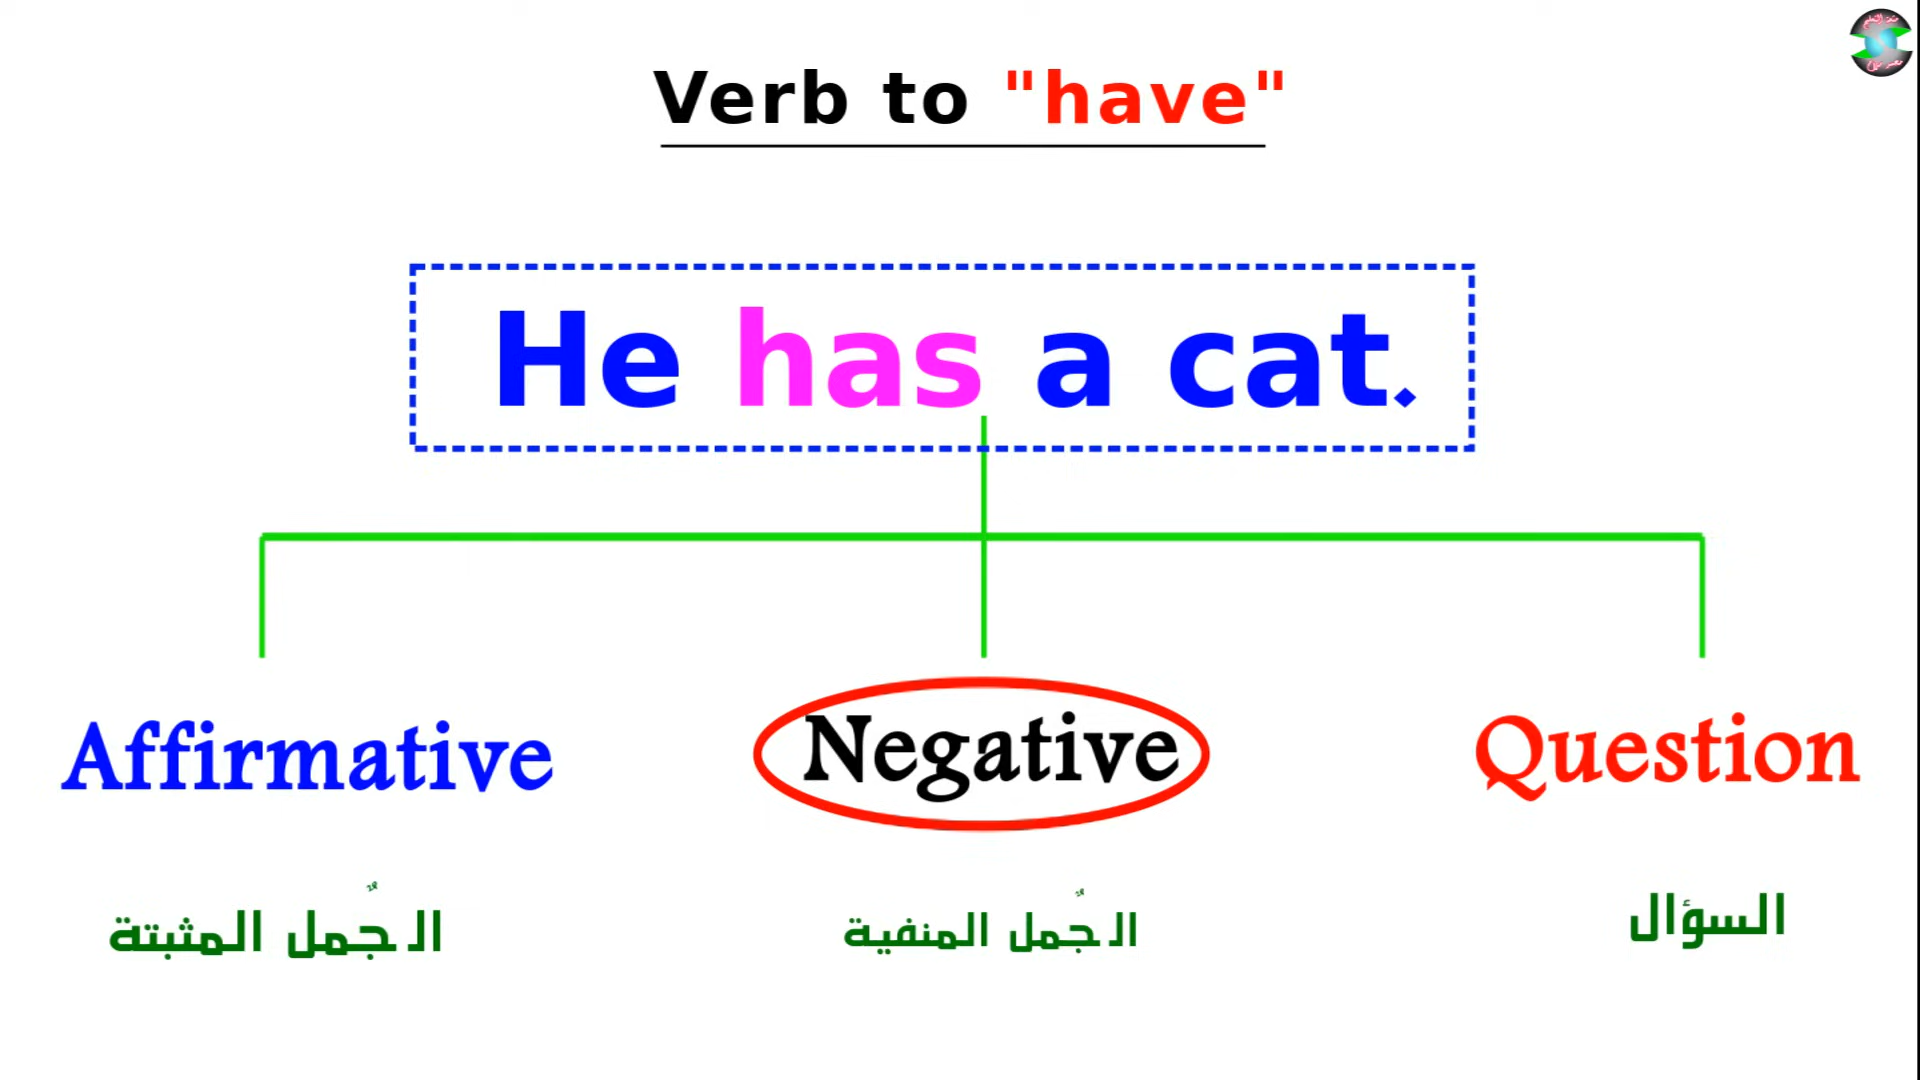 Verb to "have"
He has a cat.
Affirmative
Negative
Question
الجُمل المثبتة
الجُمل المنفية
السؤال